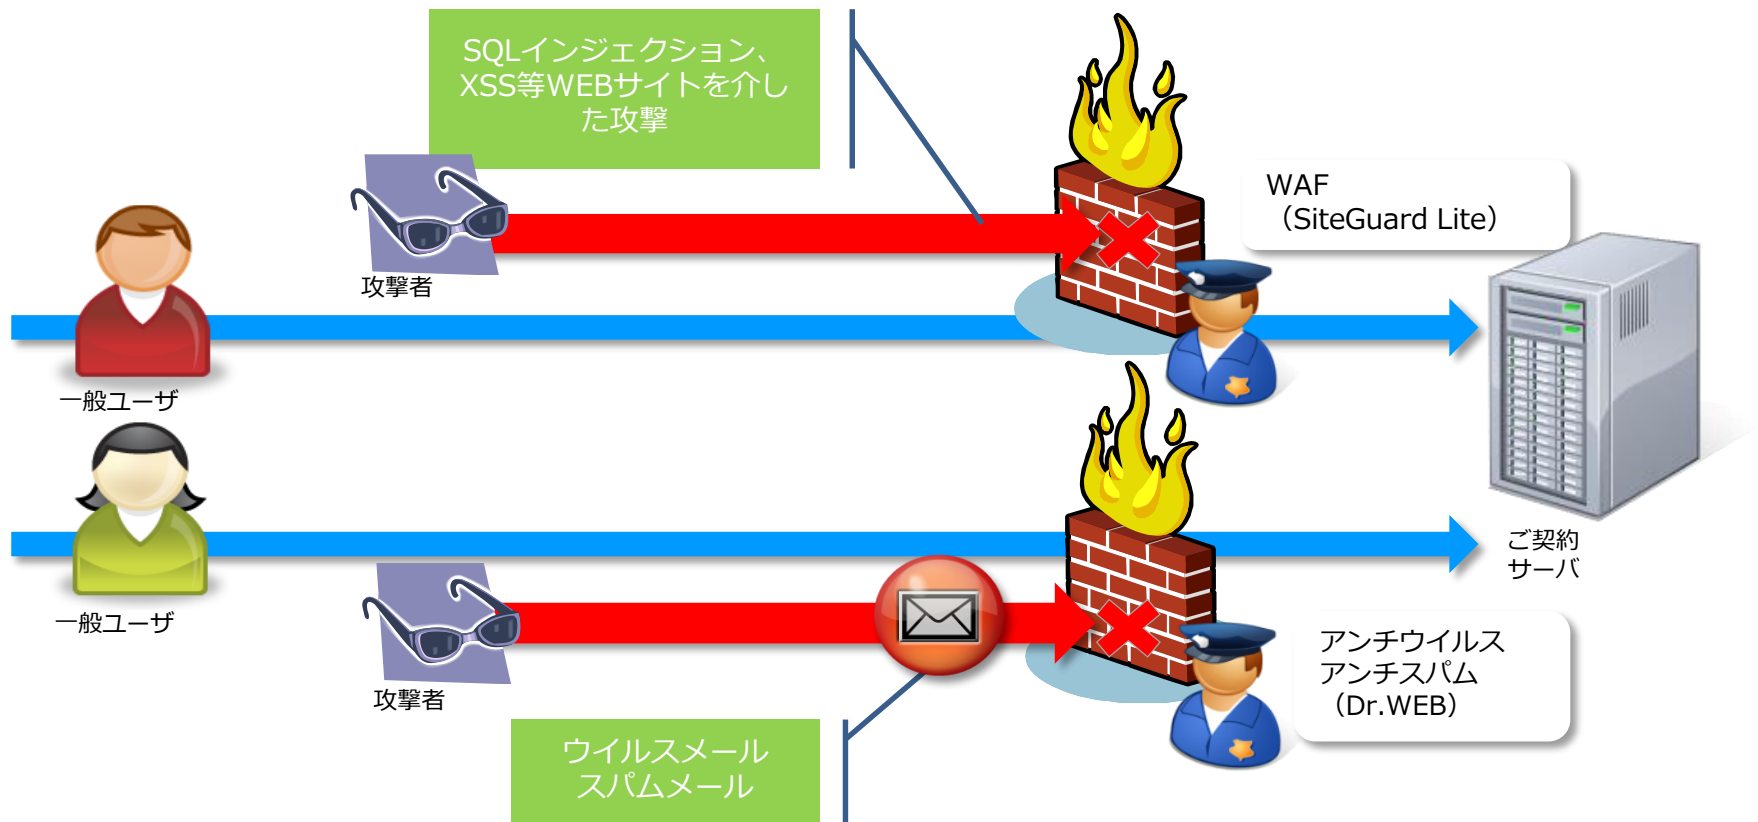 SQLインジェクション、
XSS等WEBサイトを介し
た攻撃
WAF
（SiteGuard Lite）
攻撃者
一般ユーザ
ご契約
サーバ
一般ユーザ
アンチウイルス
アンチスパム
（Dr.WEB）
攻撃者
ウイルスメール
スパムメール